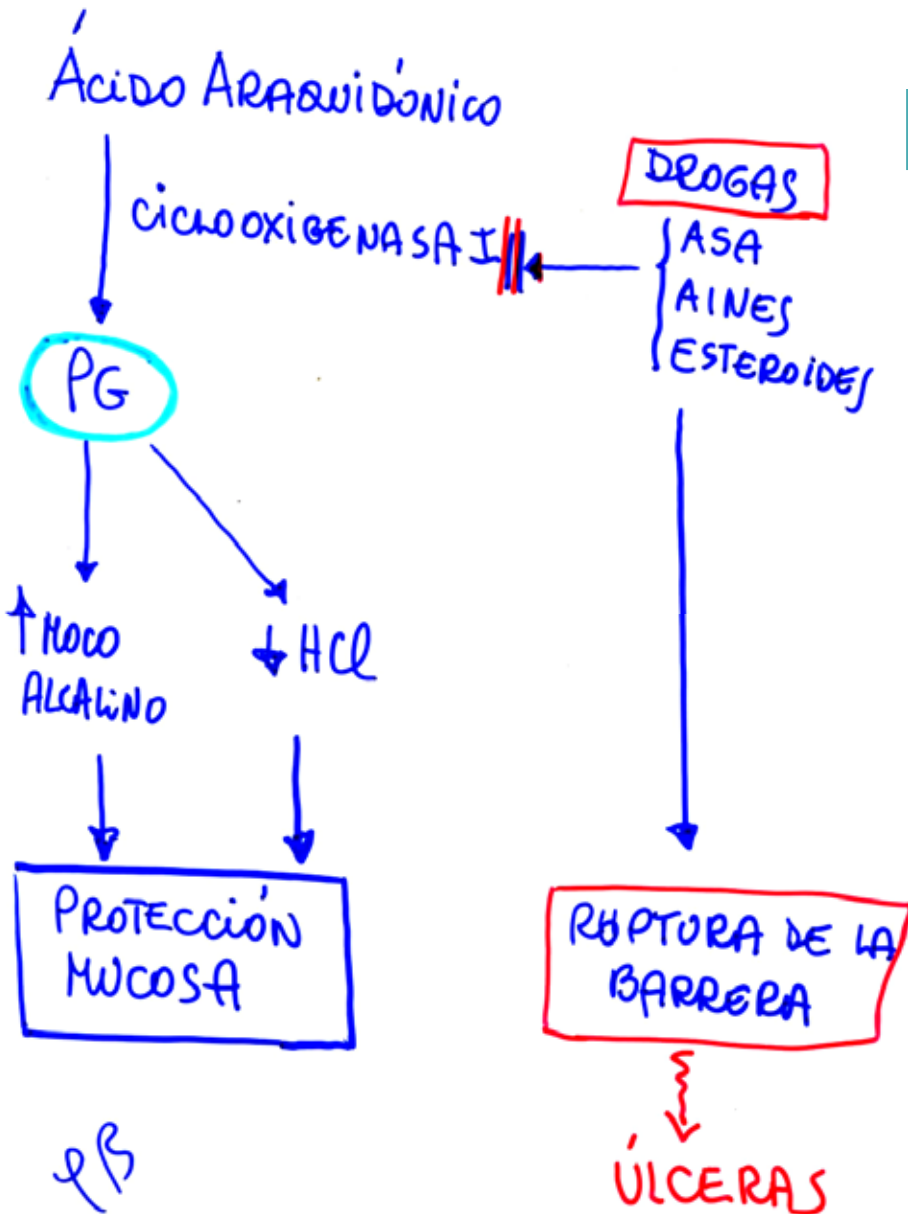 ÁCIDO ARAQUIDÓNICO
CICLOOXIGENASA I
PG
↑ MOCO
ALCALINO
↓ HCl
PROTECCIÓN
MUCOSA
DROGAS
ASA
AINES
ESTEROIDES
RUPTURA DE LA
BARRERA
ÚLCERAS